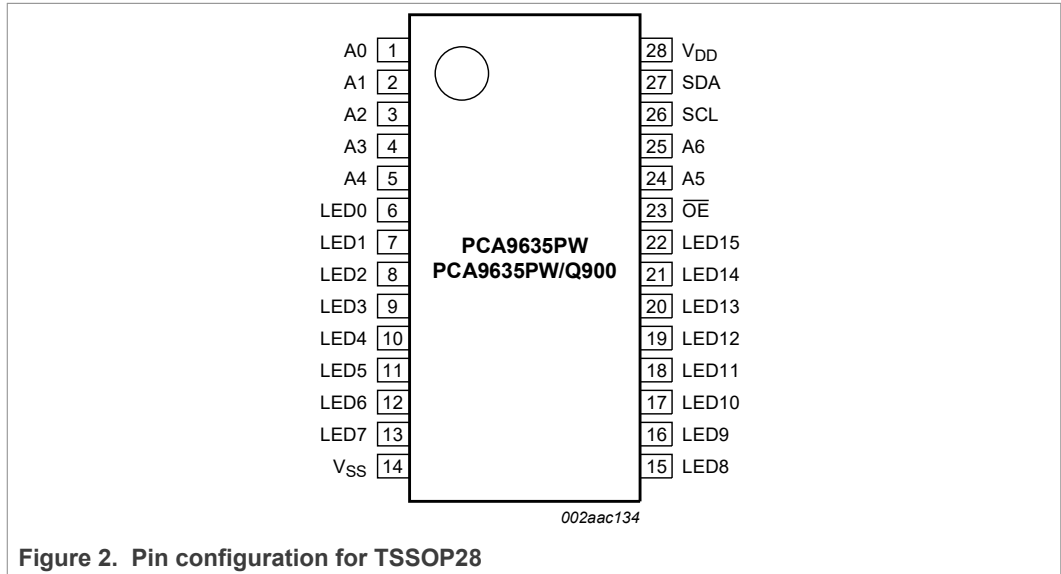 A0 1
A1 2
A2 3
A3 4
A4 5
LED0 6
LED1 7
LED2 8
LED3 9
LED4 10
LED5 11
LED6 12
LED7 13
VSS 14
PCA9635PW
PCA9635PW/Q900
28 VDD
27 SDA
26 SCL
25 A6
24 A5
23 O̅E̅
22 LED15
21 LED14
20 LED13
19 LED12
18 LED11
17 LED10
16 LED9
15 LED8
002aac134
Figure 2. Pin configuration for TSSOP28